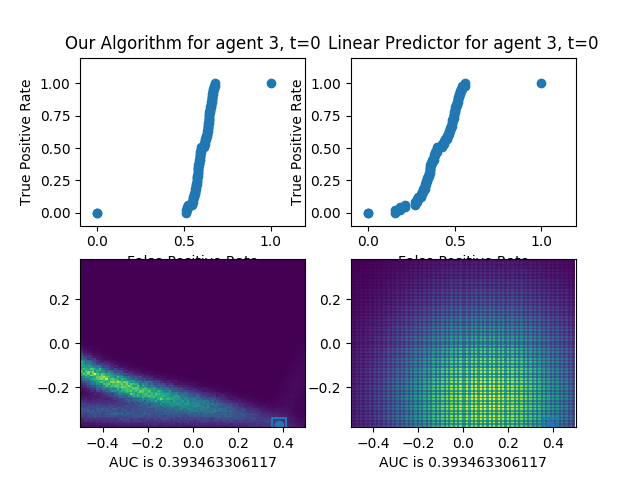 Our Algorithm for agent 3, t=0
Linear Predictor for agent 3, t=0
True Positive Rate
1.00
0.75
0.50
0.25
0.00
0.0 0.5 1.0
False Positive Rate
True Positive Rate
1.00
0.75
0.50
0.25
0.00
0.0 0.5 1.0
False Positive Rate
0.2
0.0
−0.2
−0.4 −0.2 0.0 0.2 0.4
AUC is 0.393463306117
0.2
0.0
−0.2
−0.4 −0.2 0.0 0.2 0.4
AUC is 0.393463306117